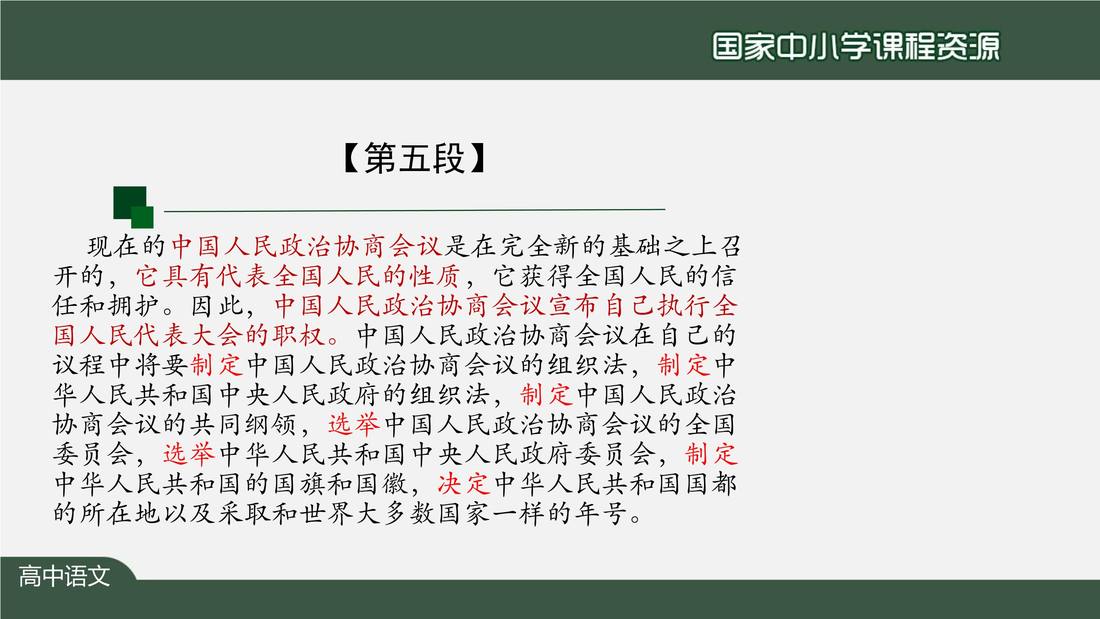 国家中小学课程资源
【第五段】
现在的中国人民政治协商会议是在完全新的基础之上召
开的，它具有代表全国人民的性质，它获得全国人民的信
任和拥护。因此，中国人民政治协商会议宣布自己执行全
国人民代表大会的职权。中国人民政治协商会议在自己的
议程中将要制定中国人民政治协商会议的组织法，制定中
华人民共和国中央人民政府的组织法，制定中国人民政治
协商会议的共同纲领，选举中国人民政治协商会议的全国
委员会，选举中华人民共和国中央人民政府委员会，制定
中华人民共和国的国旗和国徽，决定中华人民共和国国都
的所在地以及采取和世界大多数国家一样的年号。
高中语文